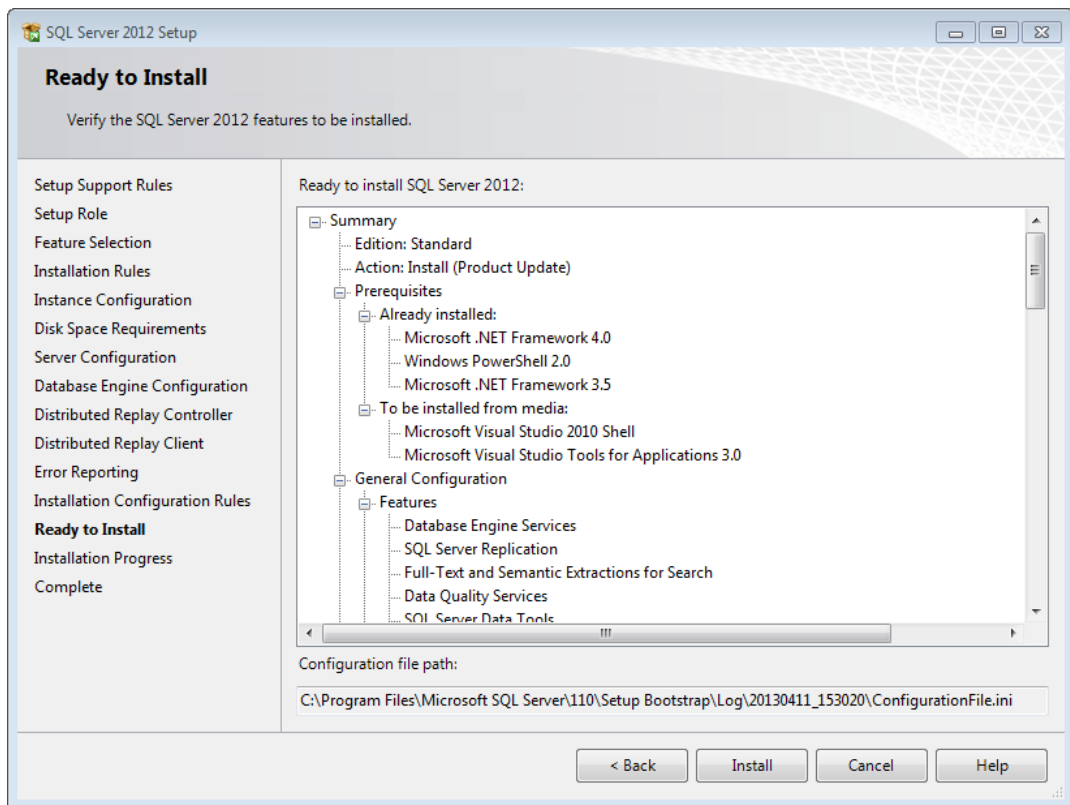 SQL Server 2012 Setup
Ready to Install
Verify the SQL Server 2012 features to be installed.
Setup Support Rules
Setup Role
Feature Selection
Installation Rules
Instance Configuration
Disk Space Requirements
Server Configuration
Database Engine Configuration
Distributed Replay Controller
Distributed Replay Client
Error Reporting
Installation Configuration Rules
Ready to Install
Installation Progress
Complete
Ready to install SQL Server 2012:
Summary
Edition: Standard
Action: Install (Product Update)
Prerequisites
Already installed:
Microsoft .NET Framework 4.0
Windows PowerShell 2.0
Microsoft .NET Framework 3.5
To be installed from media:
Microsoft Visual Studio 2010 Shell
Microsoft Visual Studio Tools for Applications 3.0
General Configuration
Features
Database Engine Services
SQL Server Replication
Full-Text and Semantic Extractions for Search
Data Quality Services
SQL Server Data Tools
Configuration file path:
C:\Program Files\Microsoft SQL Server\110\Setup Bootstrap\Log\20130411_153020\ConfigurationFile.ini
< Back
Install
Cancel
Help